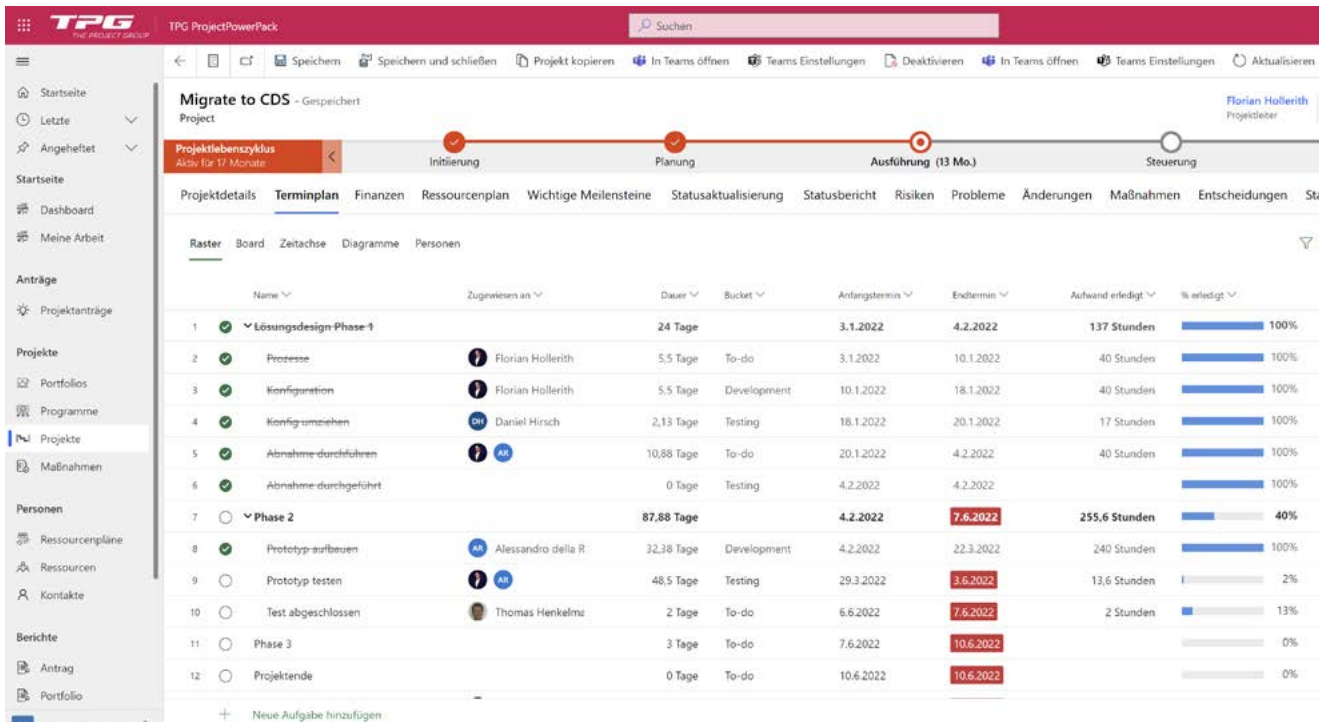 TPG
THE PROJECT GROUP
TPG ProjectPowerPack
Suchen
Speichern
Speichern und schließen
Projekt kopieren
In Teams öffnen
Teams Einstellungen
Deaktivieren
In Teams öffnen
Teams Einstellungen
Aktualisieren
Startseite
Letzte
Angeheftet
Startseite
Dashboard
Meine Arbeit
Anträge
Projektanträge
Projekte
Portfolios
Programme
Projekte
Maßnahmen
Personen
Ressourcenpläne
Ressourcen
Kontakte
Berichte
Antrag
Portfolio
Migrate to CDS - Gespeichert
Project
Florian Hollerith
Projektleiter
Projektlebenszyklus
Aktiv für 17 Monate
Initiierung
Planung
Ausführung (13 Mo.)
Steuerung
Projektdetails Terminplan Finanzen Ressourcenplan Wichtige Meilensteine Statusaktualisierung Statusbericht Risiken Probleme Änderungen Maßnahmen Entscheidungen Sta
Raster Board Zeitachse Diagramme Personen
Name Zugewiesen an Dauer Bucket Anfangstermin Endtermin Aufwand erledigt % erledigt
1 Lösungsdesign Phase 1 24 Tage 3.1.2022 4.2.2022 137 Stunden 100%
2 Prozesse Florian Hollerith 5,5 Tage To-do 3.1.2022 10.1.2022 40 Stunden 100%
3 Konfiguration Florian Hollerith 5,5 Tage Development 10.1.2022 18.1.2022 40 Stunden 100%
4 Konfig umziehen DH Daniel Hirsch 2,13 Tage Testing 18.1.2022 20.1.2022 17 Stunden 100%
5 Abnahme durchführen AR 10,88 Tage To-do 20.1.2022 4.2.2022 40 Stunden 100%
6 Abnahme durchgeführt 0 Tage Testing 4.2.2022 4.2.2022 100%
7 Phase 2 87,88 Tage 4.2.2022 7.6.2022 255,6 Stunden 40%
8 Prototyp aufbauen AR Alessandro della R 32,38 Tage Development 4.2.2022 22.3.2022 240 Stunden 100%
9 Prototyp testen AR 48,5 Tage Testing 29.3.2022 3.6.2022 13,6 Stunden 2%
10 Test abgeschlossen Thomas Henkelma 2 Tage To-do 6.6.2022 7.6.2022 2 Stunden 13%
11 Phase 3 3 Tage To-do 7.6.2022 10.6.2022 0%
12 Projektende 0 Tage To-do 10.6.2022 10.6.2022 0%
Neue Aufgabe hinzufügen